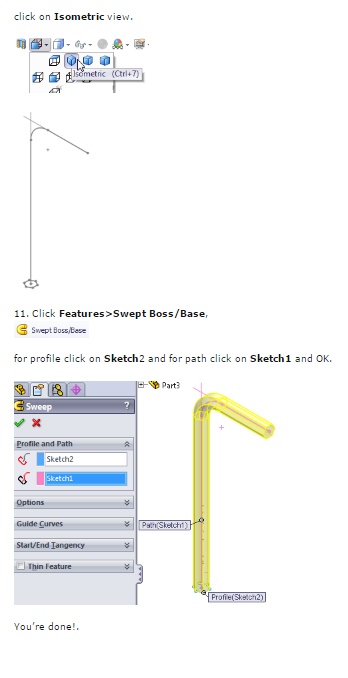 click on Isometric view.
Isometric (Ctrl+7)
11. Click Features>Swept Boss/Base,
Swept Boss/Base
for profile click on Sketch2 and for path click on Sketch1 and OK.
Part3
Sweep ?
Profile and Path
Sketch2
Sketch1
Options
Guide Curves
Path(Sketch1)
Start/End Tangency
Thin Feature
Profile(Sketch2)
You're done!.